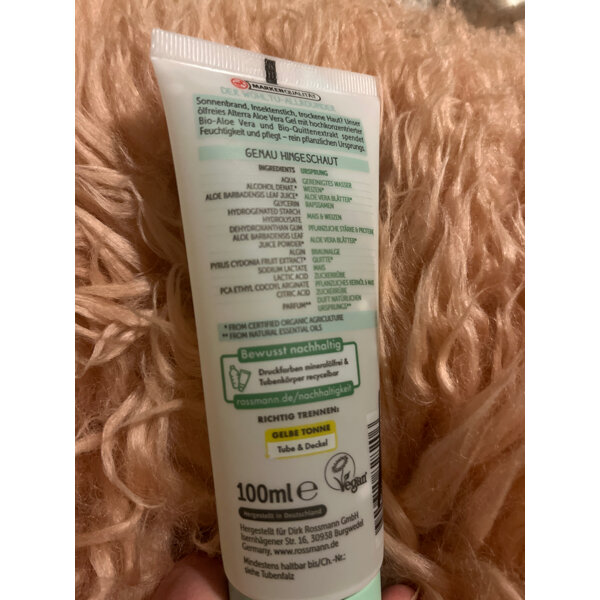 MARKENQUALITÄT
DER WOHLTU-ALLROUNDER
Sonnenbrand, Insektenstich, trockene Haut? Unser
ölfreies Alterra Aloe Vera Gel mit hochkonzentrierter
Bio-Aloe Vera und Bio-Quittenextrakt spendet
Feuchtigkeit und pflegt – rein pflanzlichen Ursprungs.
GENAU HINGESCHAUT
INGREDIENTS URSPRUNG
AQUA GEREINIGTES WASSER
ALCOHOL DENAT.* WEIZEN*
ALOE BARBADENSIS LEAF JUICE* ALOE VERA BLÄTTER*
GLYCERIN RAPSSAMEN
HYDROGENATED STARCH
HYDROLYSATE MAIS & WEIZEN
DEHYDROXANTHAN GUM PFLANZLICHE STÄRKE & PROTEINE
ALOE BARBADENSIS LEAF
JUICE POWDER* ALOE VERA BLÄTTER*
ALGIN BRAUNALGE
PYRUS CYDONIA FRUIT EXTRACT* QUITTE*
SODIUM LACTATE MAIS
LACTIC ACID ZUCKERRÜBE
PCA ETHYL COCOYL ARGINATE PFLANZLICHES
CITRIC ACID ZUCKERRÜBE
PARFUM** DUFT NATÜRLICHEN
URSPRUNGS**
* FROM CERTIFIED ORGANIC AGRICULTURE
** FROM NATURAL ESSENTIAL OILS
Bewusst nachhaltig
Druckfarben mineralölfrei &
Tubenkörper recycelbar
rossmann.de/nachhaltigkeit
RICHTIG TRENNEN:
GELBE TONNE
Tube & Deckel
Vegan
100ml e
Hergestellt in Deutschland
Hergestellt für Dirk Rossmann GmbH
Isernhägener Str. 16, 30938 Burgwedel
Germany, www.rossmann.de
Mindestens haltbar bis/Ch.-Nr.:
siehe Tubenfalz